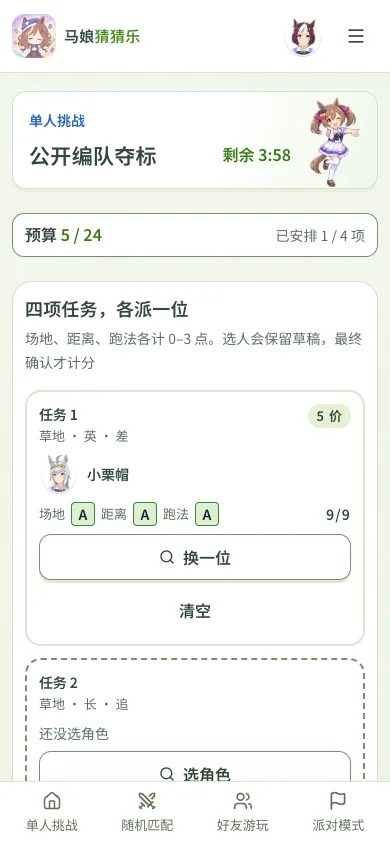 马娘猜猜乐
单人挑战
公开编队夺标
剩余 3:58
预算 5 / 24
已安排 1 / 4 项
四项任务，各派一位
场地、距离、跑法各计 0–3 点。选人会保留草稿，最终
确认才计分
任务 1
5 价
草地 · 英 · 差
小栗帽
场地 A 距离 A 跑法 A 9/9
换一位
清空
任务 2
草地 · 长 · 追
还没选角色
选角色
单人挑战 随机匹配 好友游玩 派对模式